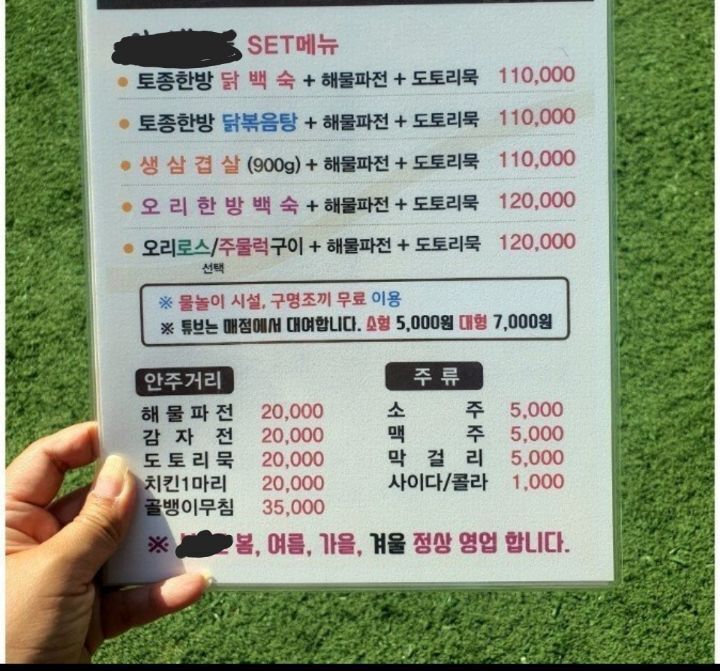 SET메뉴
토종한방 닭 백 숙 + 해물파전 + 도토리묵 110,000
토종한방 닭볶음탕 + 해물파전 + 도토리묵 110,000
생 삼 겹 살 (900g) + 해물파전 + 도토리묵 110,000
오 리 한 방 백 숙 + 해물파전 + 도토리묵 120,000
오리로스/주물럭구이 + 해물파전 + 도토리묵 120,000
선택
※ 물놀이 시설, 구명조끼 무료 이용
※ 튜브는 매점에서 대여합니다. 소형 5,000원 대형 7,000원
안주거리
해 물 파 전 20,000
감 자 전 20,000
도 토 리 묵 20,000
치킨1마리 20,000
골뱅이무침 35,000
주 류
소 주 5,000
맥 주 5,000
막 걸 리 5,000
사이다/콜라 1,000
※ 봄, 여름, 가을, 겨울 정상 영업 합니다.